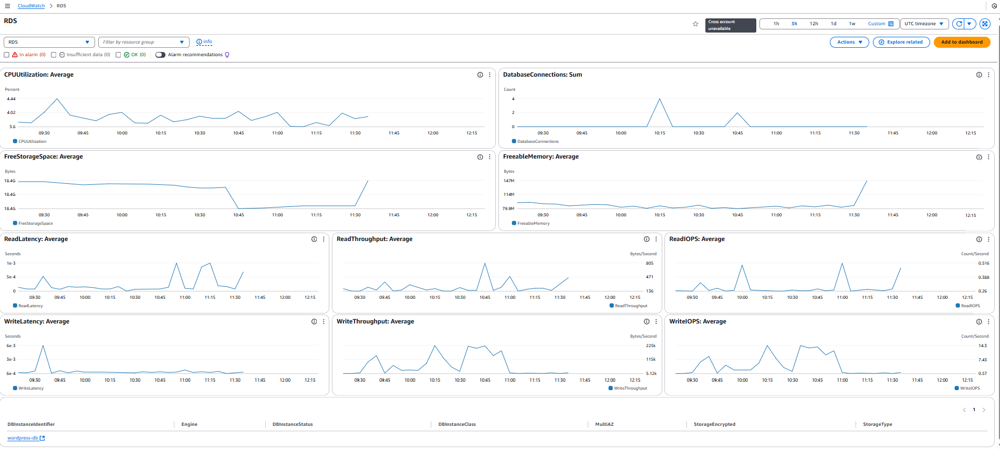 CloudWatch > RDS
RDS
Cross account unavailable
1h 3h 12h 1d 1w Custom UTC timezone
RDS Filter by resource group info
Actions Explore related Add to dashboard
In alarm (0) Insufficient data (0) OK (0) Alarm recommendations
CPUUtilization: Average
Percent
4.44
4.02
3.6
09:30 09:45 10:00 10:15 10:30 10:45 11:00 11:15 11:30 11:45 12:00 12:15
CPUUtilization
DatabaseConnections: Sum
Count
4
2
0
09:30 09:45 10:00 10:15 10:30 10:45 11:00 11:15 11:30 11:45 12:00 12:15
DatabaseConnections
FreeStorageSpace: Average
Bytes
18.4G
18.4G
18.4G
09:30 09:45 10:00 10:15 10:30 10:45 11:00 11:15 11:30 11:45 12:00 12:15
FreeStorageSpace
FreeableMemory: Average
Bytes
147M
114M
79.9M
09:30 09:45 10:00 10:15 10:30 10:45 11:00 11:15 11:30 11:45 12:00 12:15
FreeableMemory
ReadLatency: Average
Seconds
1e-3
5e-4
0
09:30 09:45 10:00 10:15 10:30 10:45 11:00 11:15 11:30 11:45 12:00 12:15
ReadLatency
ReadThroughput: Average
Bytes/Second
805
471
136
09:30 09:45 10:00 10:15 10:30 10:45 11:00 11:15 11:30 11:45 12:00 12:15
ReadThroughput
ReadIOPS: Average
Count/Second
0.516
0.388
0.26
09:30 09:45 10:00 10:15 10:30 10:45 11:00 11:15 11:30 11:45 12:00 12:15
ReadIOPS
WriteLatency: Average
Seconds
6e-3
3e-3
6e-4
09:30 09:45 10:00 10:15 10:30 10:45 11:00 11:15 11:30 11:45 12:00 12:15
WriteLatency
WriteThroughput: Average
Bytes/Second
225k
115k
5.12k
09:30 09:45 10:00 10:15 10:30 10:45 11:00 11:15 11:30 11:45 12:00 12:15
WriteThroughput
WriteIOPS: Average
Count/Second
14.3
7.43
0.57
09:30 09:45 10:00 10:15 10:30 10:45 11:00 11:15 11:30 11:45 12:00 12:15
WriteIOPS
< 1 >
DBInstanceIdentifier Engine DBInstanceStatus DBInstanceClass MultiAZ StorageEncrypted StorageType
wordpress-db